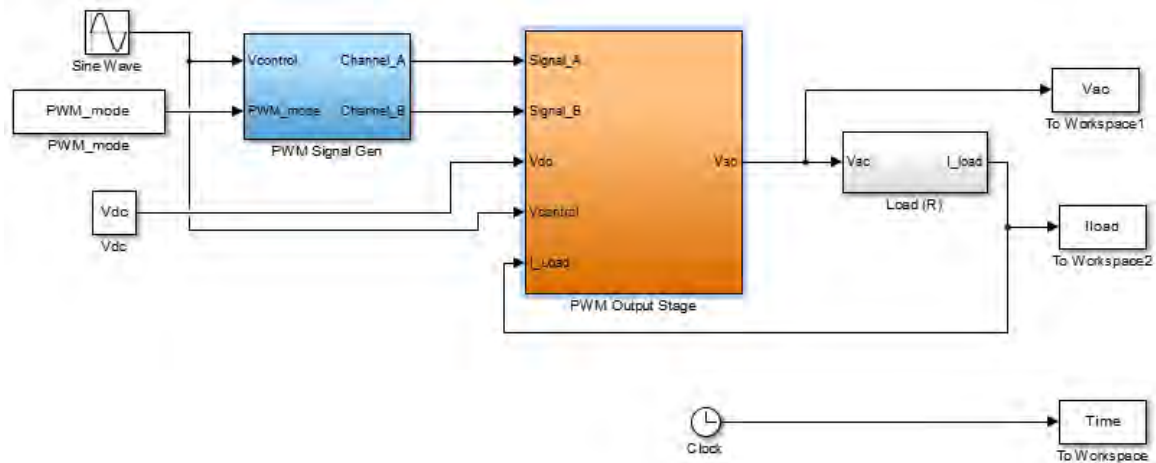 Sine Wave
PWM_mode
PWM_mode
Vdc
Vdc
Vcontrol
Channel_A
PWM_mode
Channel_B
PWM Signal Gen
Signal_A
Signal_B
Vdc
Vcontrol
I_Load
Vac
PWM Output Stage
Vac
I_load
Load (R)
Vac
To Workspace1
Iload
To Workspace2
Clock
Time
To Workspace